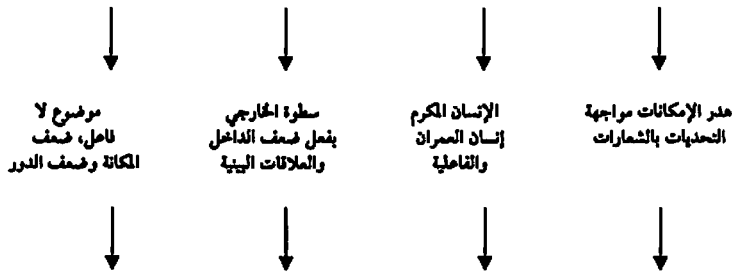 هدر الإمكانات مواجهة
التحديات بالشعارات
الإنسان المكرم
إنسان العمران
والفاعلية
سطوة الخارجي
بفعل ضعف الداخل
والعلاقات البينية
موضوع لا
فاعل، ضعف
المكانة وضعف الدور